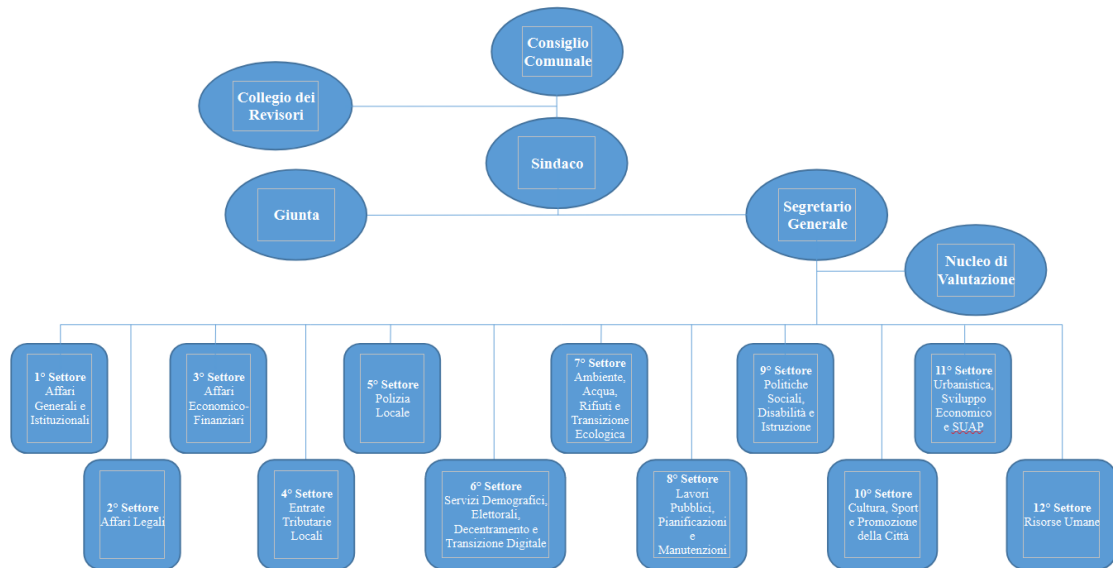 Consiglio
Comunale
Collegio dei
Revisori
Sindaco
Giunta
Segretario
Generale
Nucleo di
Valutazione
1° Settore
Affari
Generali e
Istituzionali
2° Settore
Affari Legali
3° Settore
Affari
Economico-
Finanziari
4° Settore
Entrate
Tributarie
Locali
5° Settore
Polizia
Locale
6° Settore
Servizi Demografici,
Elettorali,
Decentramento e
Transizione Digitale
7° Settore
Ambiente,
Acqua,
Rifiuti e
Transizione
Ecologica
8° Settore
Lavori
Pubblici,
Pianificazioni
e
Manutenzioni
9° Settore
Politiche
Sociali,
Disabilità e
Istruzione
10° Settore
Cultura, Sport
e Promozione
della Città
11° Settore
Urbanistica,
Sviluppo
Economico
e SUAP
12° Settore
Risorse Umane